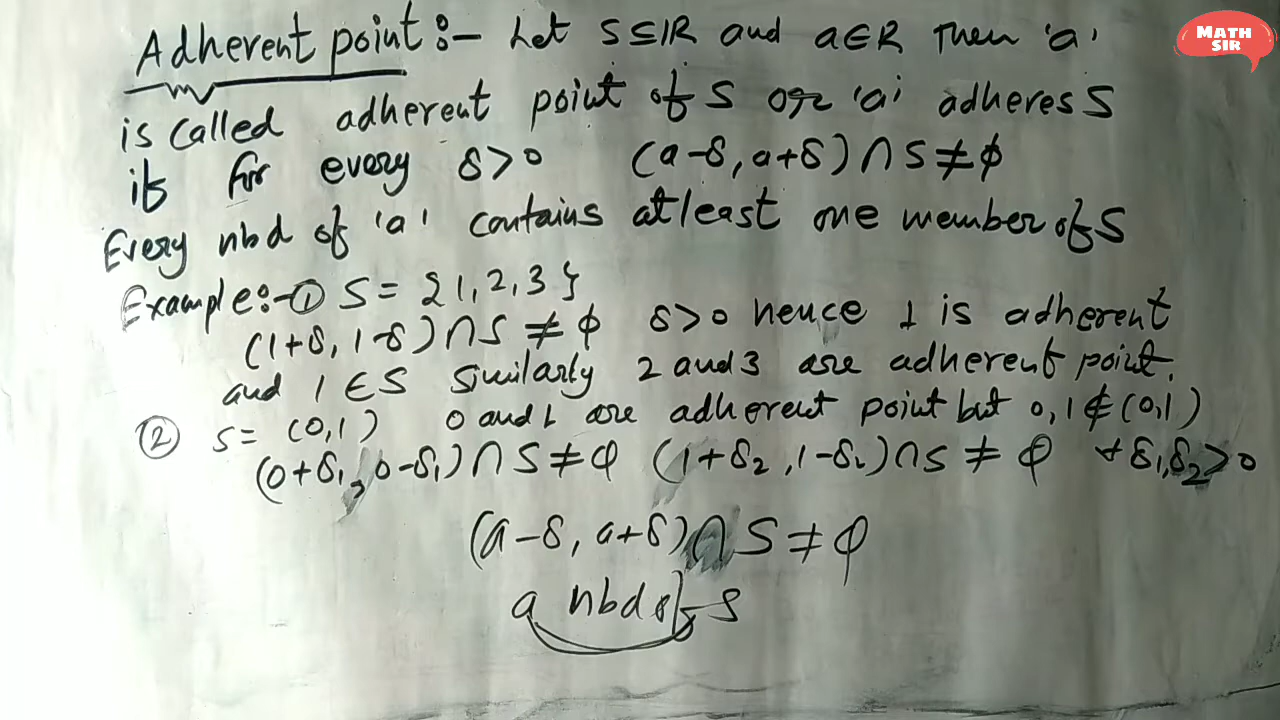 MATH SIR
Adherent point :- Let S⊆IR and a∈R Then 'a'
is called adherent point of S or 'a' adheres S
if for every δ>0 (a-δ, a+δ)∩S≠ϕ
Every nbd of 'a' contains atleast one member of S
Example:-① S = {1,2,3}
(1+δ, 1-δ)∩S ≠ ϕ δ>0 hence 1 is adherent
and 1∈S Similarly 2 and 3 are adherent point.
② S= (0,1) 0 and 1 are adherent point but 0,1∉(0,1)
(0+δ₁, 0-δ₁)∩S≠ϕ (1+δ₂, 1-δ₂)∩S ≠ ϕ ∀ δ₁,δ₂>0
(a-δ, a+δ)∩S≠ϕ
a nbd of S